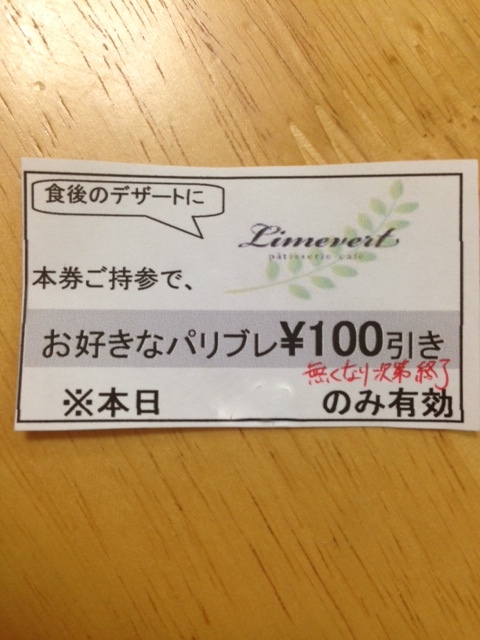 食後のデザートに
Limevert
pâtisserie café
本券ご持参で、
お好きなパリブレ¥100引き
無くなり次第終了
※本日 のみ有効